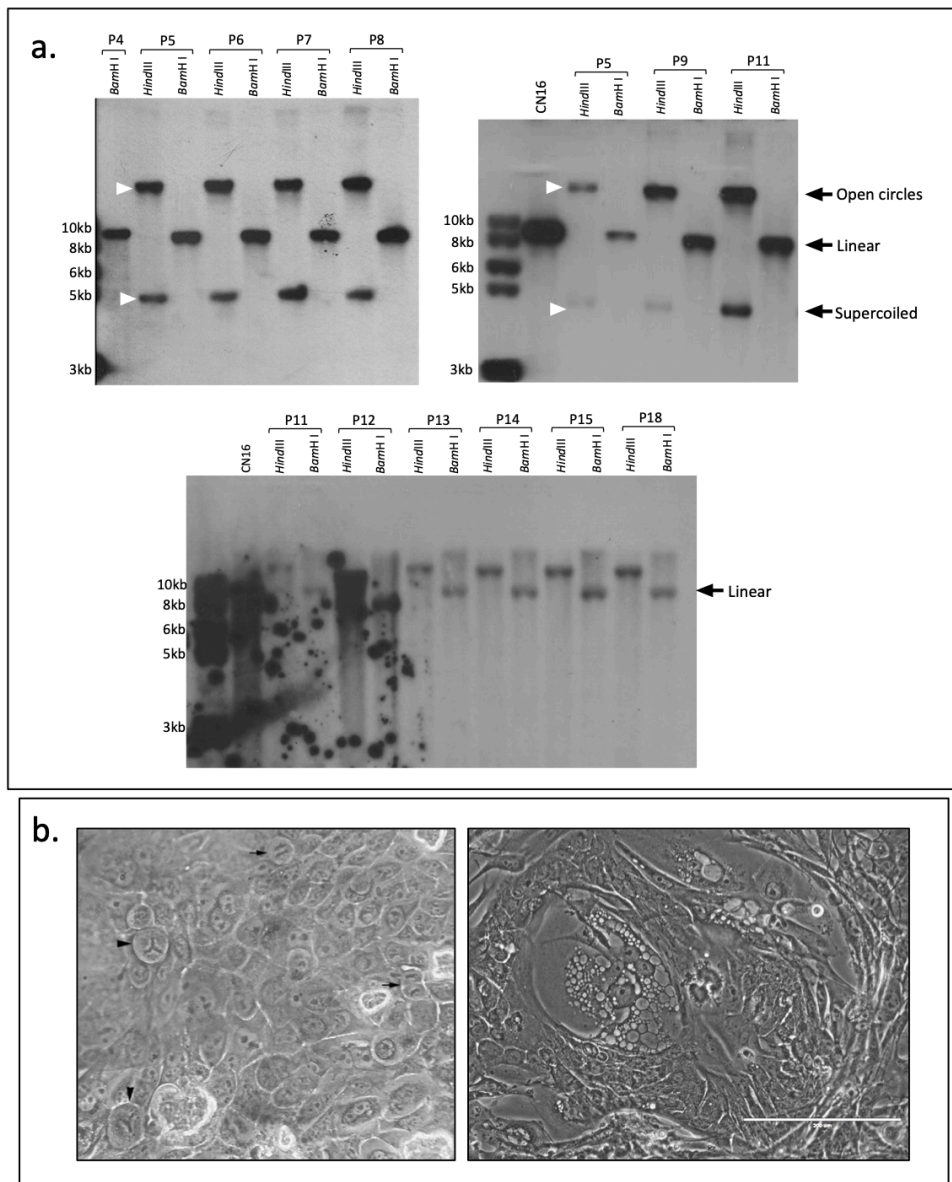 a.
P4 P5 P6 P7 P8
BamH I HindIII BamH I HindIII BamH I HindIII BamH I HindIII BamH I
10kb
8kb
6kb
5kb
3kb
P5 P9 P11
CN16 HindIII BamH I HindIII BamH I HindIII BamH I
10kb
8kb
6kb
5kb
3kb
Open circles
Linear
Supercoiled
P11 P12 P13 P14 P15 P18
CN16 HindIII BamH I HindIII BamH I HindIII BamH I HindIII BamH I HindIII BamH I HindIII BamH I
10kb
8kb
6kb
5kb
3kb
Linear
b.